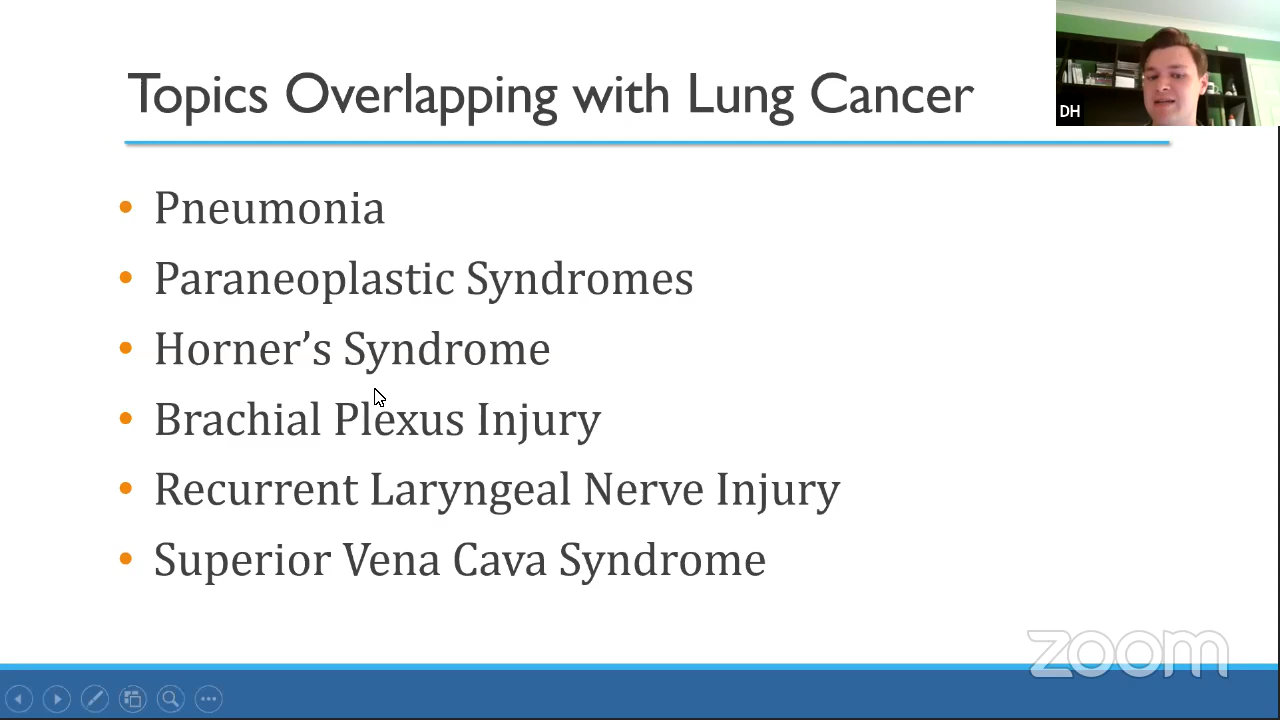 Topics Overlapping with Lung Cancer
DH
• Pneumonia
• Paraneoplastic Syndromes
• Horner’s Syndrome
• Brachial Plexus Injury
• Recurrent Laryngeal Nerve Injury
• Superior Vena Cava Syndrome
zoom